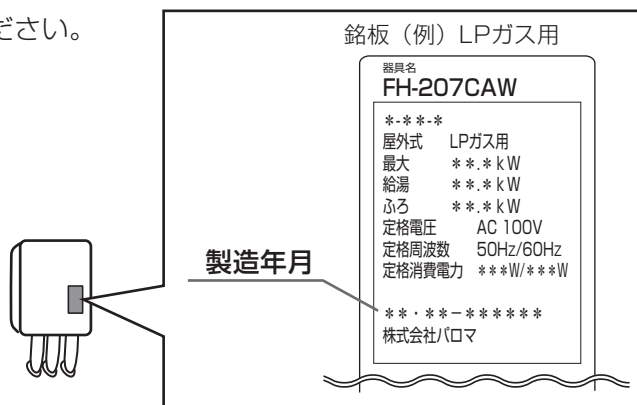 ださい。
銘板（例）LPガス用
器具名
FH-207CAW
*-**-*
屋外式 LPガス用
最大 **.*kW
給湯 **.*kW
ふろ **.*kW
定格電圧 AC 100V
定格周波数 50Hz/60Hz
定格消費電力 ***W/***W
製造年月
**・**－******
株式会社パロマ